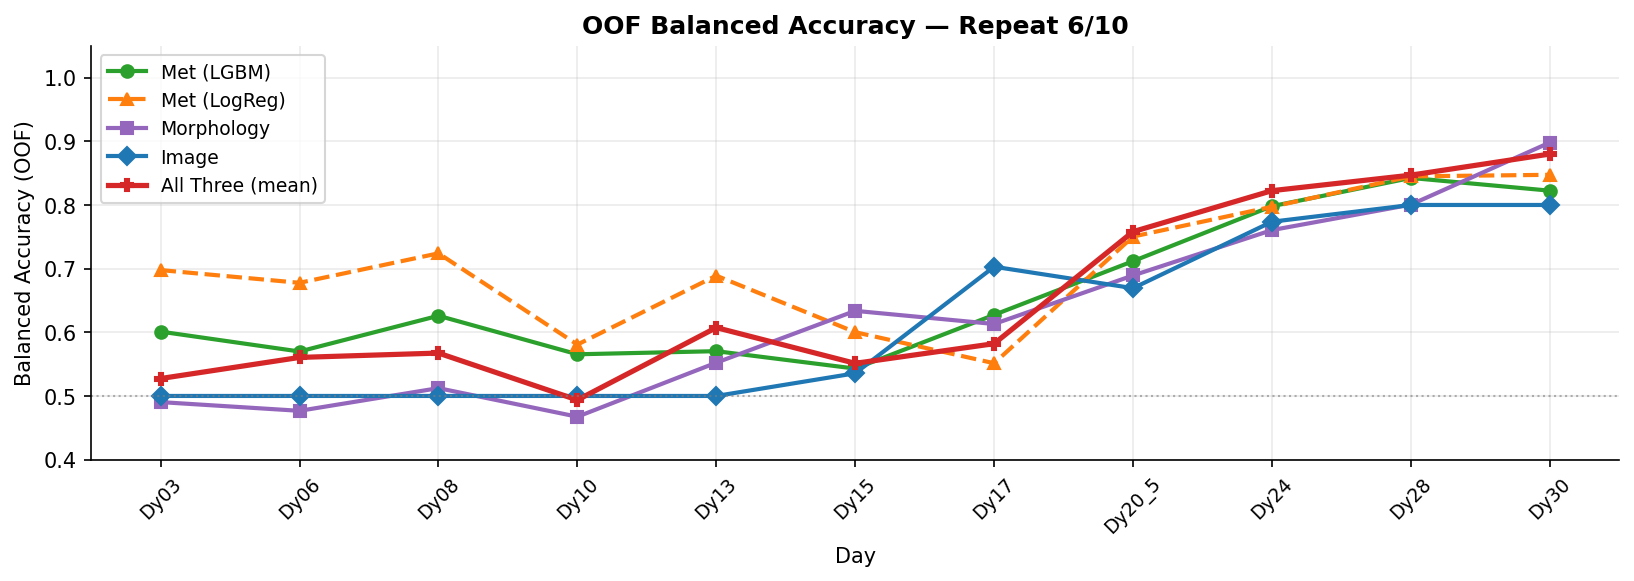 OOF Balanced Accuracy — Repeat 6/10
Met (LGBM)
Met (LogReg)
Morphology
Image
All Three (mean)
Balanced Accuracy (OOF)
1.0
0.9
0.8
0.7
0.6
0.5
0.4
Dy03
Dy06
Dy08
Dy10
Dy13
Dy15
Dy17
Dy20_5
Dy24
Dy28
Dy30
Day